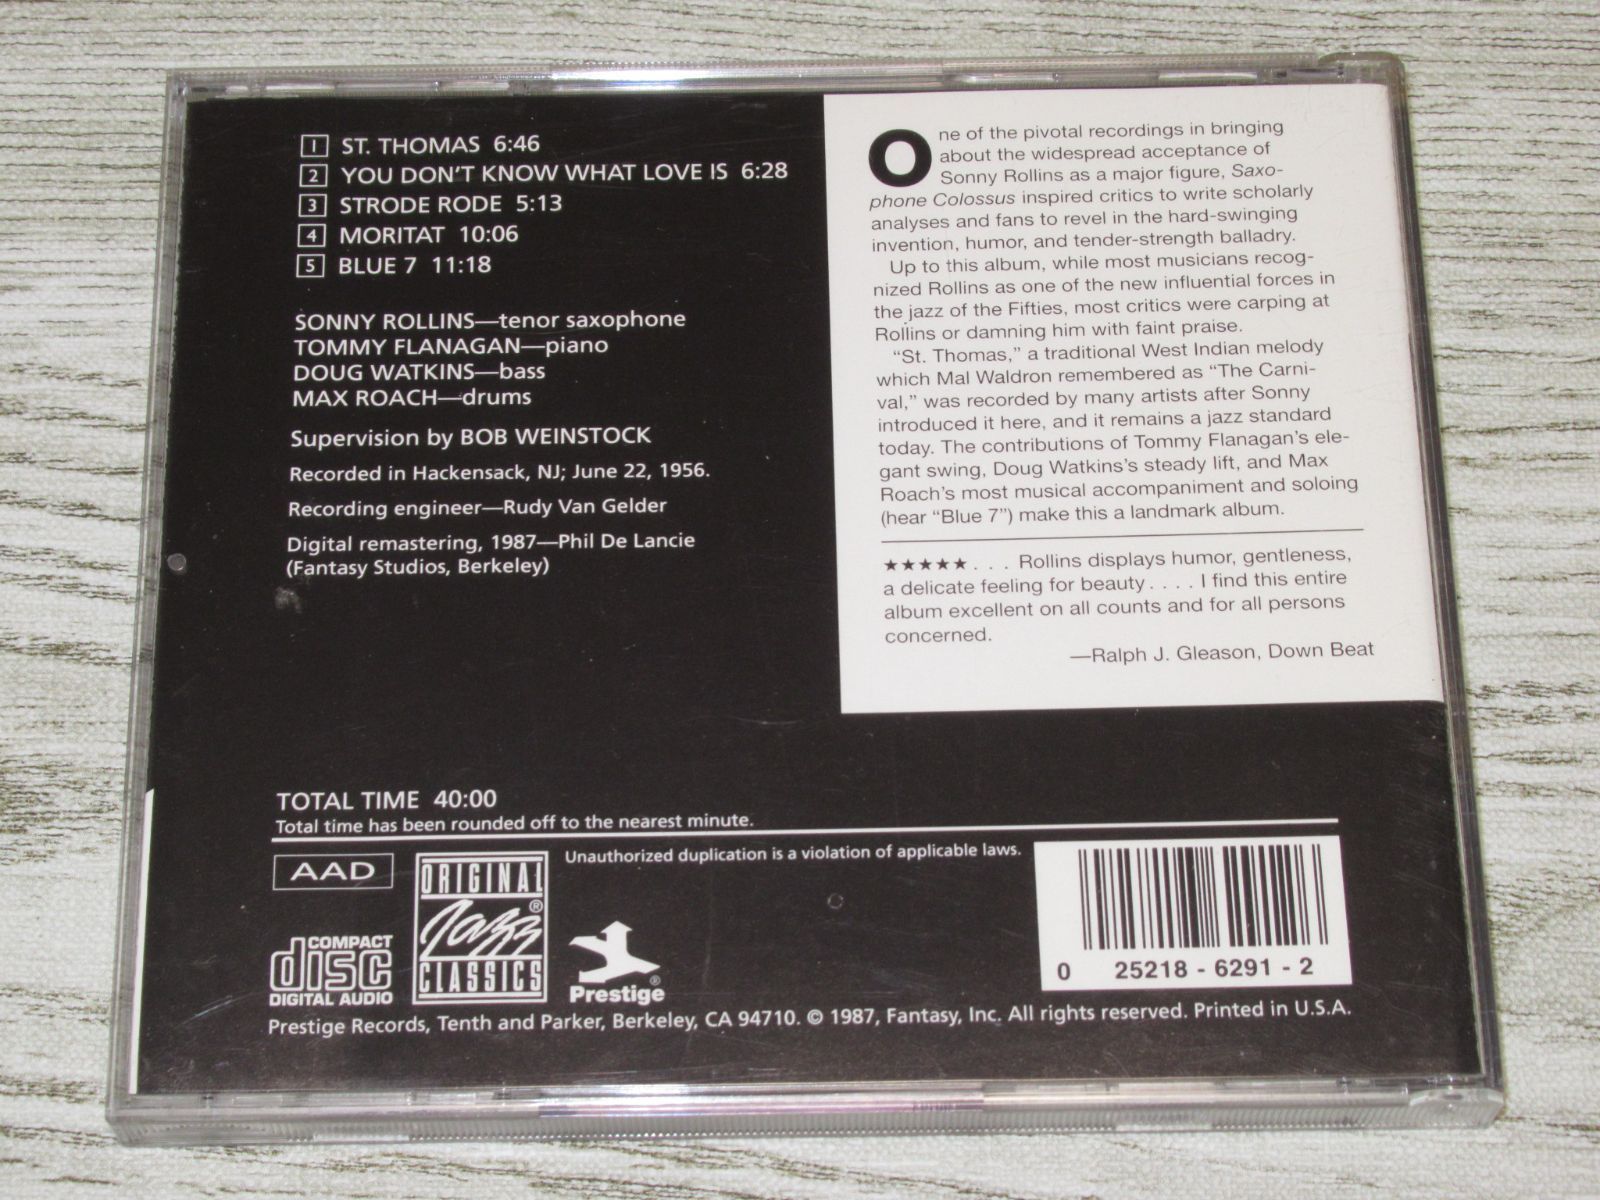 1 ST. THOMAS 6:46
2 YOU DON'T KNOW WHAT LOVE IS 6:28
3 STRODE RODE 5:13
4 MORITAT 10:06
5 BLUE 7 11:18
SONNY ROLLINS—tenor saxophone
TOMMY FLANAGAN—piano
DOUG WATKINS—bass
MAX ROACH—drums
Supervision by BOB WEINSTOCK
Recorded in Hackensack, NJ; June 22, 1956.
Recording engineer—Rudy Van Gelder
Digital remastering, 1987—Phil De Lancie
(Fantasy Studios, Berkeley)
One of the pivotal recordings in bringing
about the widespread acceptance of
Sonny Rollins as a major figure, Saxo-
phone Colossus inspired critics to write scholarly
analyses and fans to revel in the hard-swinging
invention, humor, and tender-strength balladry.
Up to this album, while most musicians recog-
nized Rollins as one of the new influential forces in
the jazz of the Fifties, most critics were carping at
Rollins or damning him with faint praise.
"St. Thomas," a traditional West Indian melody
which Mal Waldron remembered as "The Carni-
val," was recorded by many artists after Sonny
introduced it here, and it remains a jazz standard
today. The contributions of Tommy Flanagan's ele-
gant swing, Doug Watkins's steady lift, and Max
Roach's most musical accompaniment and soloing
(hear "Blue 7") make this a landmark album.
★★★★★ . . . Rollins displays humor, gentleness,
a delicate feeling for beauty . . . . I find this entire
album excellent on all counts and for all persons
concerned.
—Ralph J. Gleason, Down Beat
TOTAL TIME 40:00
Total time has been rounded off to the nearest minute.
AAD
Unauthorized duplication is a violation of applicable laws.
ORIGINAL
Jazz®
CLASSICS
COMPACT
disc
DIGITAL AUDIO
Prestige®
0 25218 - 6291 - 2
Prestige Records, Tenth and Parker, Berkeley, CA 94710. © 1987, Fantasy, Inc. All rights reserved. Printed in U.S.A.